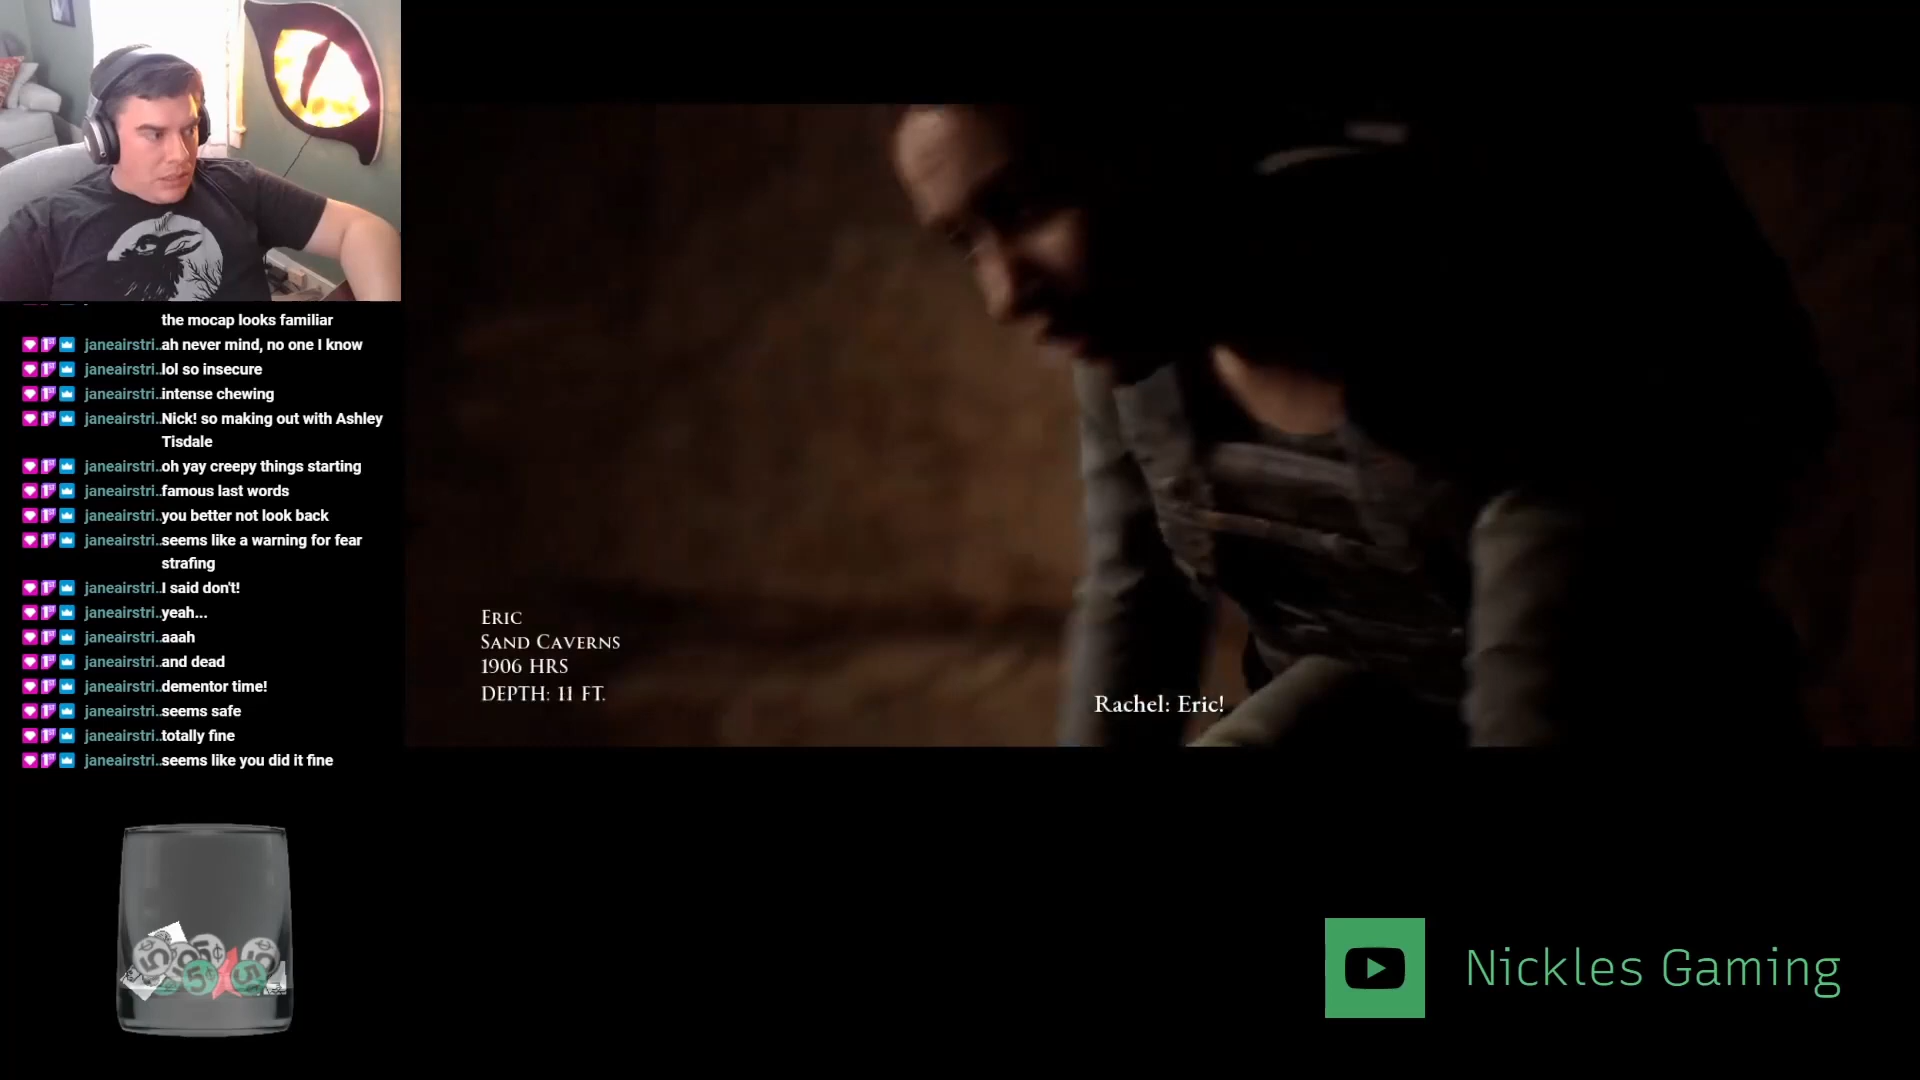 the mocap looks familiar
janeairstri..ah never mind, no one I know
janeairstri..lol so insecure
janeairstri..intense chewing
janeairstri..Nick! so making out with Ashley
Tisdale
janeairstri..oh yay creepy things starting
janeairstri..famous last words
janeairstri..you better not look back
janeairstri..seems like a warning for fear
strafing
janeairstri..I said don't!
janeairstri..yeah...
janeairstri..aaah
janeairstri..and dead
janeairstri..dementor time!
janeairstri..seems safe
janeairstri..totally fine
janeairstri..seems like you did it fine
Eric
Sand Caverns
1906 HRS
DEPTH: 11 FT.
Rachel: Eric!
Nickles Gaming